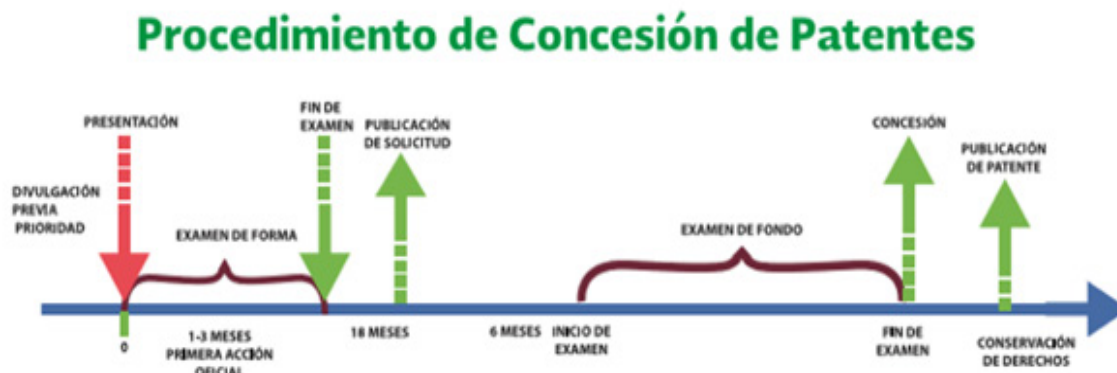 Procedimiento de Concesión de Patentes
PRESENTACIÓN
DIVULGACIÓN
PREVIA
PRIORIDAD
EXAMEN DE FORMA
FIN DE
EXAMEN
PUBLICACIÓN
DE SOLICITUD
EXAMEN DE FONDO
CONCESIÓN
PUBLICACIÓN
DE PATENTE
0
1-3 MESES
PRIMERA ACCIÓN
OFICIAL
18 MESES
6 MESES
INICIO DE
EXAMEN
FIN DE
EXAMEN
CONSERVACIÓN
DE DERECHOS